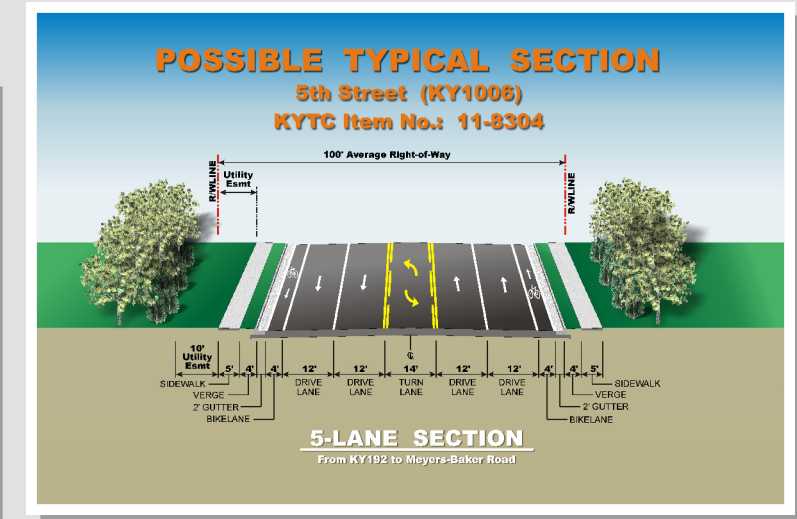 POSSIBLE TYPICAL SECTION
5th Street (KY1006)
KYTC Item No.: 11-8304
100' Average Right-of-Way
R/WLINE
Utility
Esmt
R/WLINE
10'
Utility
Esmt
5' 4' 4' 12' 12' 14' 12' 12' 4' 4' 5'
℄
SIDEWALK
VERGE
2' GUTTER
BIKELANE
DRIVE
LANE
DRIVE
LANE
TURN
LANE
DRIVE
LANE
DRIVE
LANE
SIDEWALK
VERGE
2' GUTTER
BIKELANE
5-LANE SECTION
From KY192 to Meyers-Baker Road